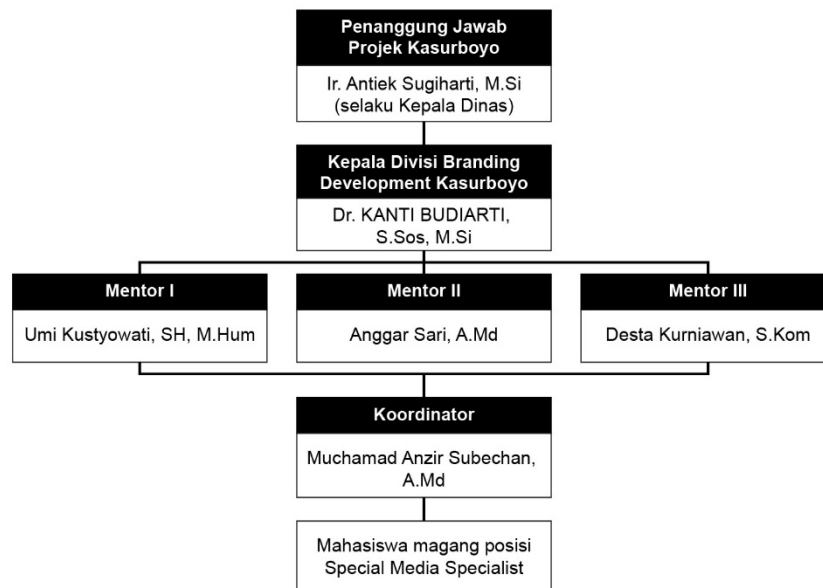 Penanggung Jawab
Projek Kasurboyo
Ir. Antiek Sugiharti, M.Si
(selaku Kepala Dinas)
Kepala Divisi Branding
Development Kasurboyo
Dr. KANTI BUDIARTI,
S.Sos, M.Si
Mentor I
Umi Kustyowati, SH, M.Hum
Mentor II
Anggar Sari, A.Md
Mentor III
Desta Kurniawan, S.Kom
Koordinator
Muchamad Anzir Subechan,
A.Md
Mahasiswa magang posisi
Special Media Specialist